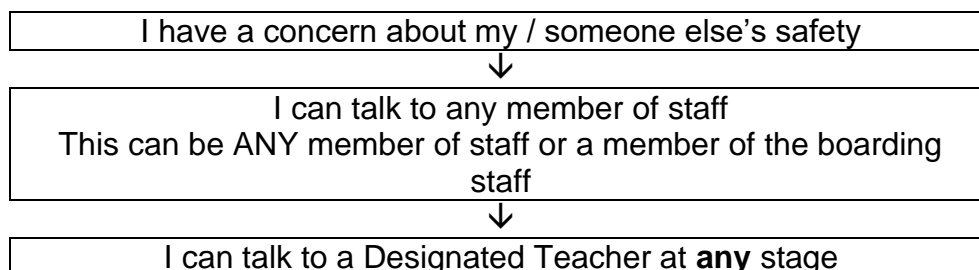 I have a concern about my / someone else's safety
↓
I can talk to any member of staff
This can be ANY member of staff or a member of the boarding
staff
↓
I can talk to a Designated Teacher at any stage